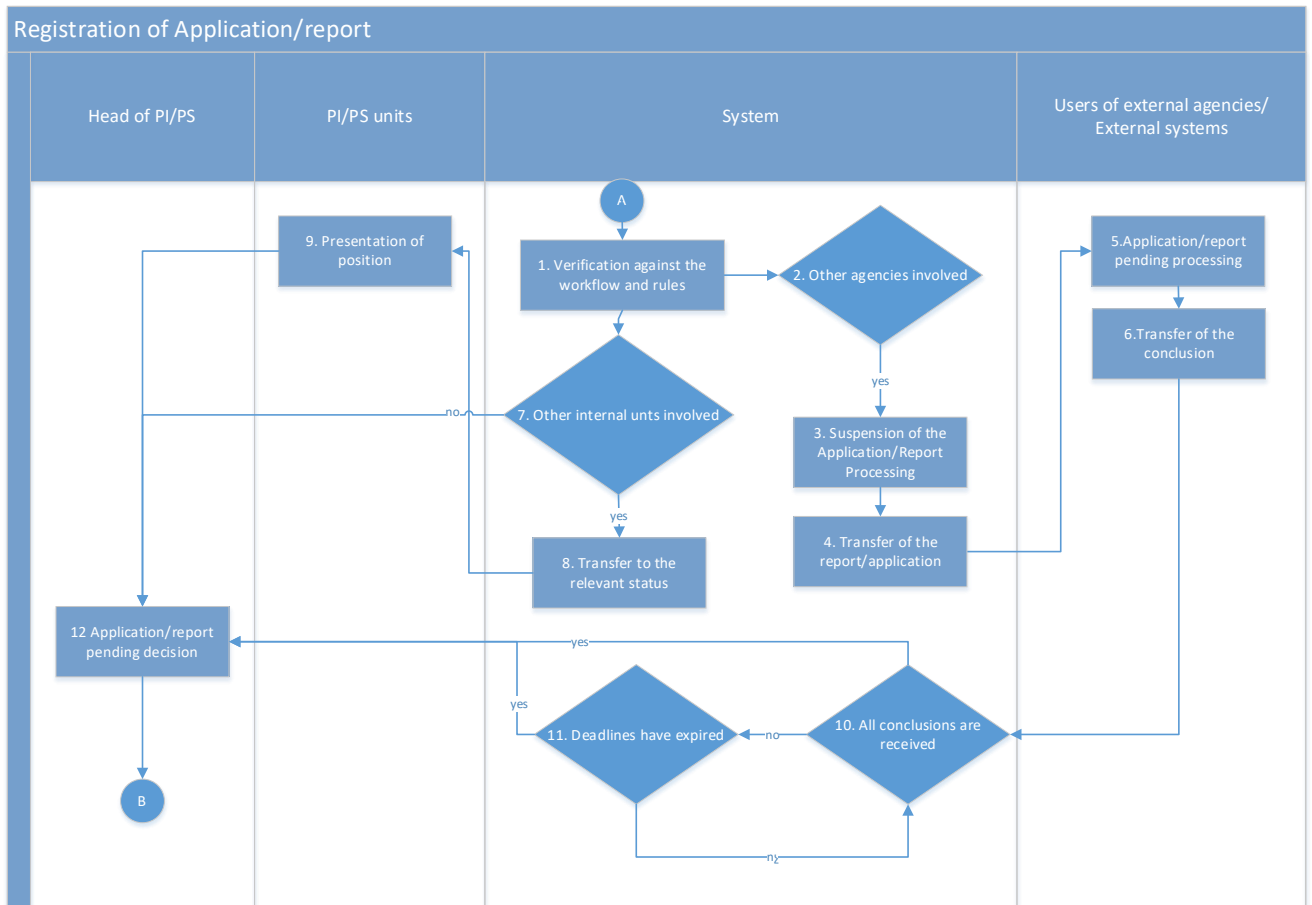 Registration of Application/report
Head of PI/PS
PI/PS units
System
Users of external agencies/
External systems
A
9. Presentation of
position
1. Verification against the
workflow and rules
2. Other agencies involved
5.Application/report
pending processing
6.Transfer of the
conclusion
yes
no
7. Other internal unts involved
3. Suspension of the
Application/Report
Processing
yes
8. Transfer to the
relevant status
4. Transfer of the
report/application
12 Application/report
pending decision
yes
yes
11. Deadlines have expired
no
10. All conclusions are
received
B